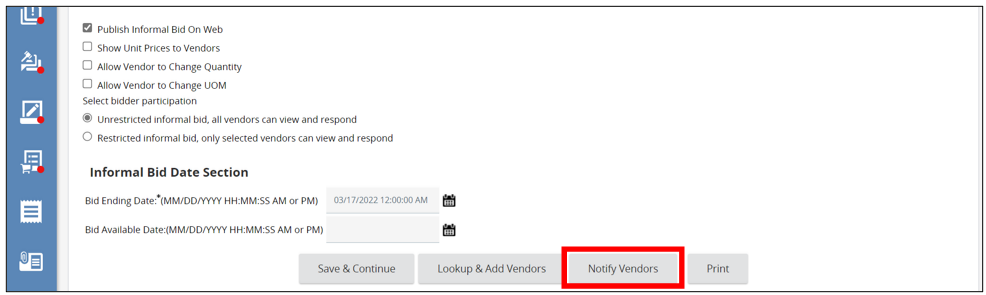 Publish Informal Bid On Web
Show Unit Prices to Vendors
Allow Vendor to Change Quantity
Allow Vendor to Change UOM
Select bidder participation
Unrestricted informal bid, all vendors can view and respond
Restricted informal bid, only selected vendors can view and respond
Informal Bid Date Section
Bid Ending Date:*(MM/DD/YYYY HH:MM:SS AM or PM) 03/17/2022 12:00:00 AM
Bid Available Date:(MM/DD/YYYY HH:MM:SS AM or PM)
Save & Continue Lookup & Add Vendors Notify Vendors Print